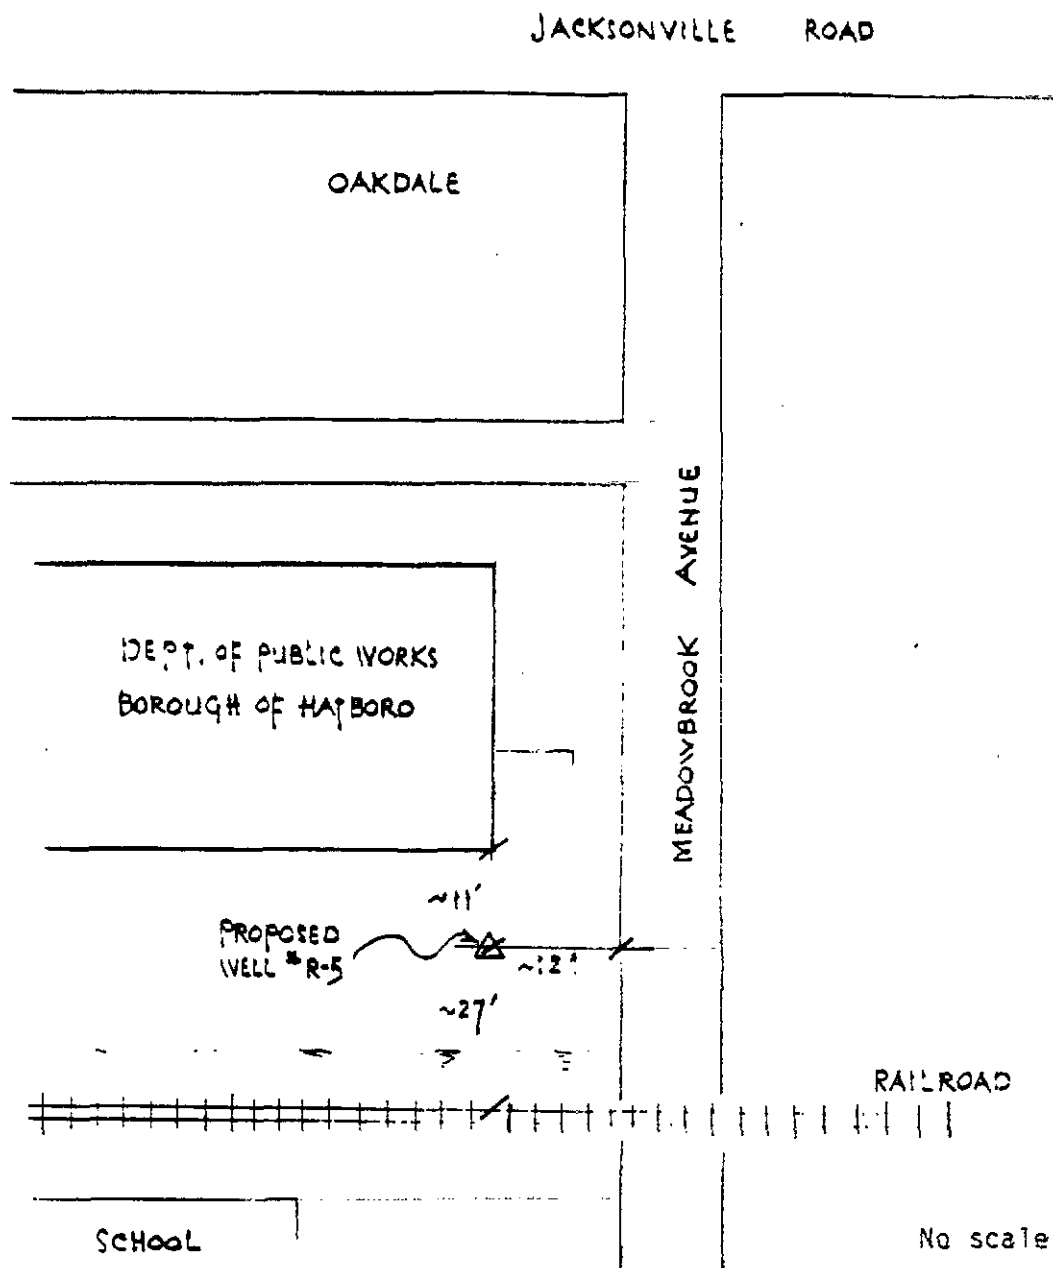 JACKSONVILLE ROAD
OAKDALE
MEADOWBROOK AVENUE
DEPT. OF PUBLIC WORKS
BOROUGH OF HATBORO
~11'
PROPOSED
WELL #R-5
~12'
~27'
RAILROAD
SCHOOL
No scale